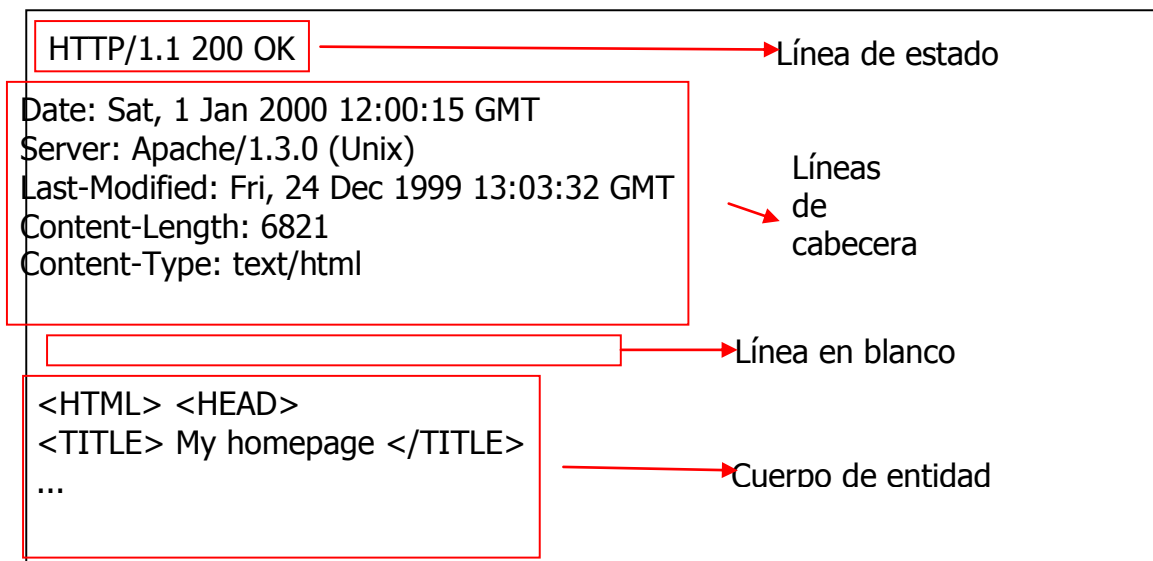 HTTP/1.1 200 OK
Línea de estado
Date: Sat, 1 Jan 2000 12:00:15 GMT
Server: Apache/1.3.0 (Unix)
Last-Modified: Fri, 24 Dec 1999 13:03:32 GMT
Content-Length: 6821
Content-Type: text/html
Líneas
de
cabecera
Línea en blanco
<HTML> <HEAD>
<TITLE> My homepage </TITLE>
...
Cuerpo de entidad